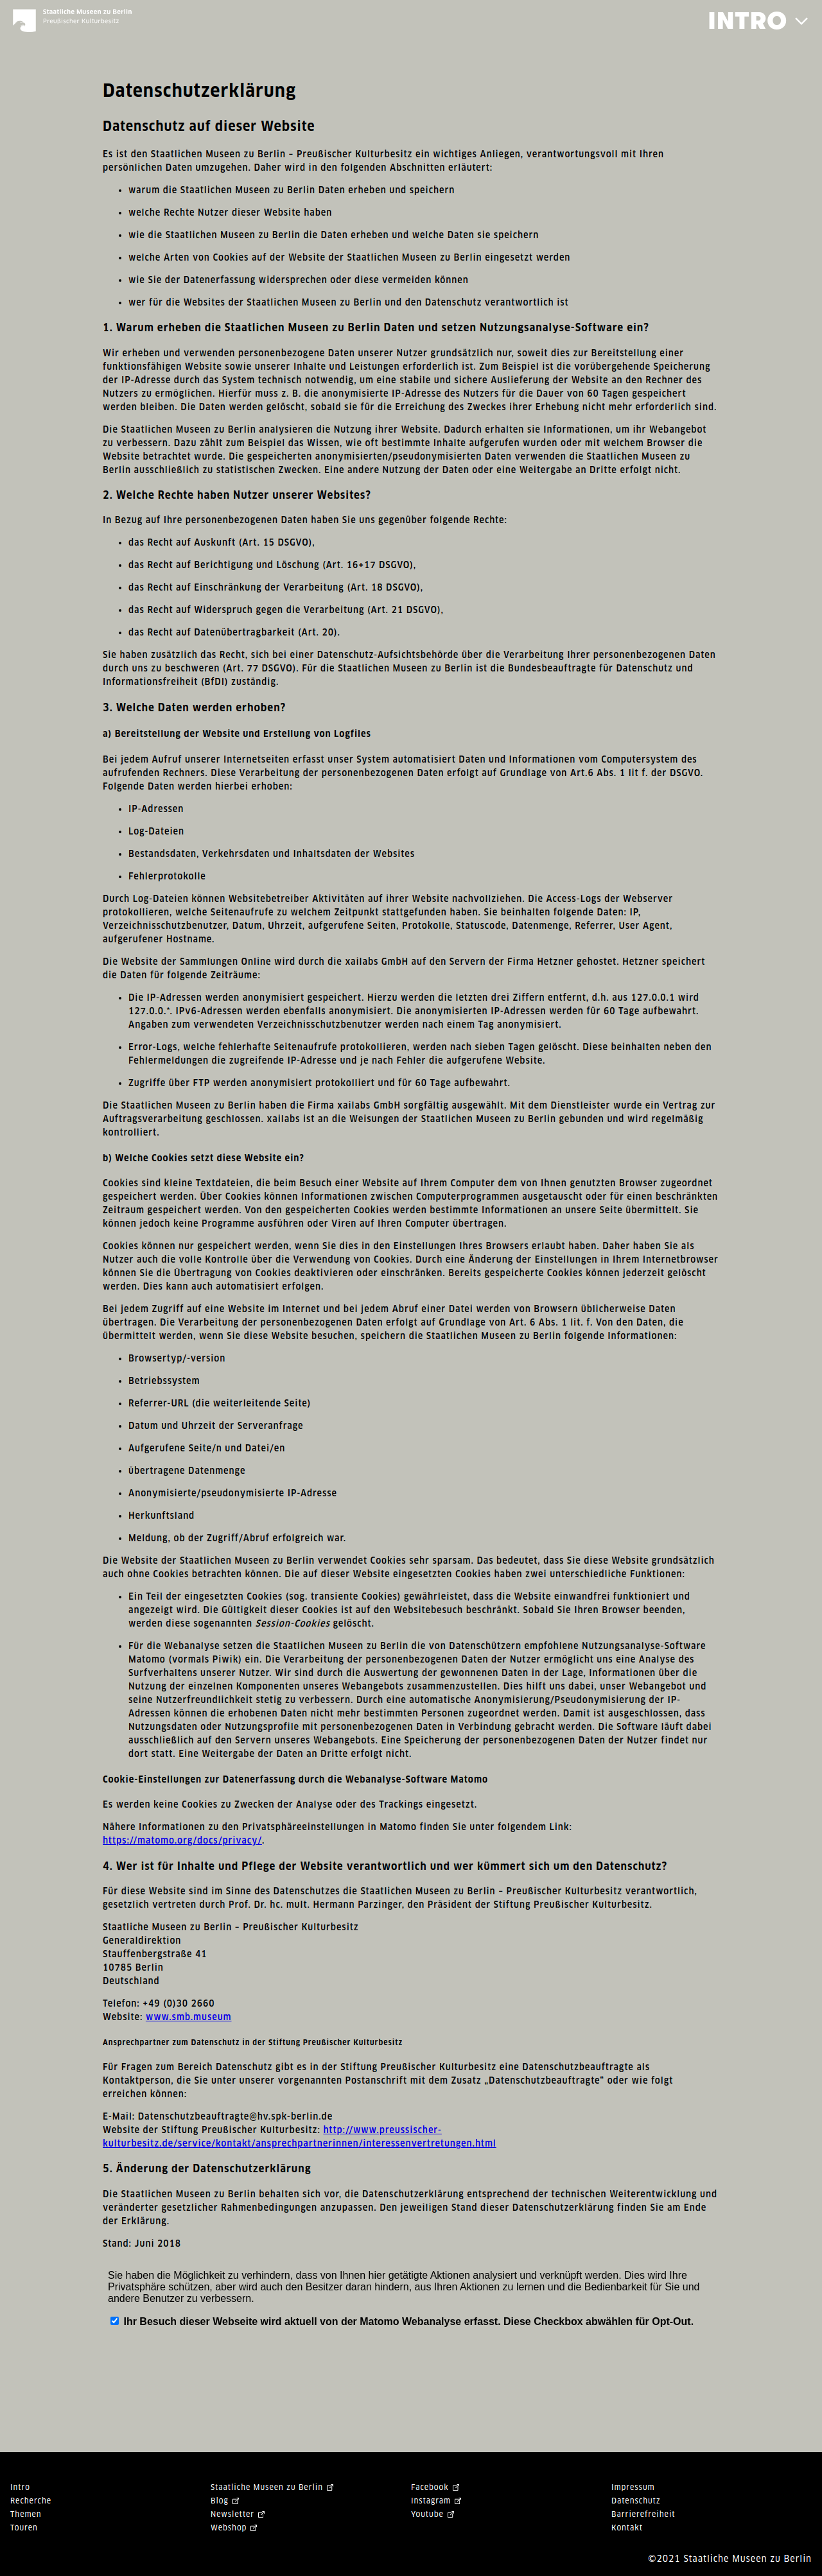 Staatliche Museen zu Berlin
Preußischer Kulturbesitz
INTRO
Datenschutzerklärung
Datenschutz auf dieser Website
Es ist den Staatlichen Museen zu Berlin – Preußischer Kulturbesitz ein wichtiges Anliegen, verantwortungsvoll mit Ihren
persönlichen Daten umzugehen. Daher wird in den folgenden Abschnitten erläutert:
• warum die Staatlichen Museen zu Berlin Daten erheben und speichern
• welche Rechte Nutzer dieser Website haben
• wie die Staatlichen Museen zu Berlin die Daten erheben und welche Daten sie speichern
• welche Arten von Cookies auf der Website der Staatlichen Museen zu Berlin eingesetzt werden
• wie Sie der Datenerfassung widersprechen oder diese vermeiden können
• wer für die Websites der Staatlichen Museen zu Berlin und den Datenschutz verantwortlich ist
1. Warum erheben die Staatlichen Museen zu Berlin Daten und setzen Nutzungsanalyse-Software ein?
Wir erheben und verwenden personenbezogene Daten unserer Nutzer grundsätzlich nur, soweit dies zur Bereitstellung einer
funktionsfähigen Website sowie unserer Inhalte und Leistungen erforderlich ist. Zum Beispiel ist die vorübergehende Speicherung
der IP-Adresse durch das System technisch notwendig, um eine stabile und sichere Auslieferung der Website an den Rechner des
Nutzers zu ermöglichen. Hierfür muss z. B. die anonymisierte IP-Adresse des Nutzers für die Dauer von 60 Tagen gespeichert
werden bleiben. Die Daten werden gelöscht, sobald sie für die Erreichung des Zweckes ihrer Erhebung nicht mehr erforderlich sind.
Die Staatlichen Museen zu Berlin analysieren die Nutzung ihrer Website. Dadurch erhalten sie Informationen, um ihr Webangebot
zu verbessern. Dazu zählt zum Beispiel das Wissen, wie oft bestimmte Inhalte aufgerufen wurden oder mit welchem Browser die
Website betrachtet wurde. Die gespeicherten anonymisierten/pseudonymisierten Daten verwenden die Staatlichen Museen zu
Berlin ausschließlich zu statistischen Zwecken. Eine andere Nutzung der Daten oder eine Weitergabe an Dritte erfolgt nicht.
2. Welche Rechte haben Nutzer unserer Websites?
In Bezug auf Ihre personenbezogenen Daten haben Sie uns gegenüber folgende Rechte:
• das Recht auf Auskunft (Art. 15 DSGVO),
• das Recht auf Berichtigung und Löschung (Art. 16+17 DSGVO),
• das Recht auf Einschränkung der Verarbeitung (Art. 18 DSGVO),
• das Recht auf Widerspruch gegen die Verarbeitung (Art. 21 DSGVO),
• das Recht auf Datenübertragbarkeit (Art. 20).
Sie haben zusätzlich das Recht, sich bei einer Datenschutz-Aufsichtsbehörde über die Verarbeitung Ihrer personenbezogenen Daten
durch uns zu beschweren (Art. 77 DSGVO). Für die Staatlichen Museen zu Berlin ist die Bundesbeauftragte für Datenschutz und
Informationsfreiheit (BfDI) zuständig.
3. Welche Daten werden erhoben?
a) Bereitstellung der Website und Erstellung von Logfiles
Bei jedem Aufruf unserer Internetseiten erfasst unser System automatisiert Daten und Informationen vom Computersystem des
aufrufenden Rechners. Diese Verarbeitung der personenbezogenen Daten erfolgt auf Grundlage von Art.6 Abs. 1 lit f. der DSGVO.
Folgende Daten werden hierbei erhoben:
• IP-Adressen
• Log-Dateien
• Bestandsdaten, Verkehrsdaten und Inhaltsdaten der Websites
• Fehlerprotokolle
Durch Log-Dateien können Websitebetreiber Aktivitäten auf ihrer Website nachvollziehen. Die Access-Logs der Webserver
protokollieren, welche Seitenaufrufe zu welchem Zeitpunkt stattgefunden haben. Sie beinhalten folgende Daten: IP,
Verzeichnisschutzbenutzer, Datum, Uhrzeit, aufgerufene Seiten, Protokolle, Statuscode, Datenmenge, Referrer, User Agent,
aufgerufener Hostname.
Die Website der Sammlungen Online wird durch die xailabs GmbH auf den Servern der Firma Hetzner gehostet. Hetzner speichert
die Daten für folgende Zeiträume:
• Die IP-Adressen werden anonymisiert gespeichert. Hierzu werden die letzten drei Ziffern entfernt, d.h. aus 127.0.0.1 wird
127.0.0.*. IPv6-Adressen werden ebenfalls anonymisiert. Die anonymisierten IP-Adressen werden für 60 Tage aufbewahrt.
Angaben zum verwendeten Verzeichnisschutzbenutzer werden nach einem Tag anonymisiert.
• Error-Logs, welche fehlerhafte Seitenaufrufe protokollieren, werden nach sieben Tagen gelöscht. Diese beinhalten neben den
Fehlermeldungen die zugreifende IP-Adresse und je nach Fehler die aufgerufene Website.
• Zugriffe über FTP werden anonymisiert protokolliert und für 60 Tage aufbewahrt.
Die Staatlichen Museen zu Berlin haben die Firma xailabs GmbH sorgfältig ausgewählt. Mit dem Dienstleister wurde ein Vertrag zur
Auftragsverarbeitung geschlossen. xailabs ist an die Weisungen der Staatlichen Museen zu Berlin gebunden und wird regelmäßig
kontrolliert.
b) Welche Cookies setzt diese Website ein?
Cookies sind kleine Textdateien, die beim Besuch einer Website auf Ihrem Computer dem von Ihnen genutzten Browser zugeordnet
gespeichert werden. Über Cookies können Informationen zwischen Computerprogrammen ausgetauscht oder für einen beschränkten
Zeitraum gespeichert werden. Von den gespeicherten Cookies werden bestimmte Informationen an unsere Seite übermittelt. Sie
können jedoch keine Programme ausführen oder Viren auf Ihren Computer übertragen.
Cookies können nur gespeichert werden, wenn Sie dies in den Einstellungen Ihres Browsers erlaubt haben. Daher haben Sie als
Nutzer auch die volle Kontrolle über die Verwendung von Cookies. Durch eine Änderung der Einstellungen in Ihrem Internetbrowser
können Sie die Übertragung von Cookies deaktivieren oder einschränken. Bereits gespeicherte Cookies können jederzeit gelöscht
werden. Dies kann auch automatisiert erfolgen.
Bei jedem Zugriff auf eine Website im Internet und bei jedem Abruf einer Datei werden von Browsern üblicherweise Daten
übertragen. Die Verarbeitung der personenbezogenen Daten erfolgt auf Grundlage von Art. 6 Abs. 1 lit. f. Von den Daten, die
übermittelt werden, wenn Sie diese Website besuchen, speichern die Staatlichen Museen zu Berlin folgende Informationen:
• Browsertyp/-version
• Betriebssystem
• Referrer-URL (die weiterleitende Seite)
• Datum und Uhrzeit der Serveranfrage
• Aufgerufene Seite/n und Datei/en
• übertragene Datenmenge
• Anonymisierte/pseudonymisierte IP-Adresse
• Herkunftsland
• Meldung, ob der Zugriff/Abruf erfolgreich war.
Die Website der Staatlichen Museen zu Berlin verwendet Cookies sehr sparsam. Das bedeutet, dass Sie diese Website grundsätzlich
auch ohne Cookies betrachten können. Die auf dieser Website eingesetzten Cookies haben zwei unterschiedliche Funktionen:
• Ein Teil der eingesetzten Cookies (sog. transiente Cookies) gewährleistet, dass die Website einwandfrei funktioniert und
angezeigt wird. Die Gültigkeit dieser Cookies ist auf den Websitebesuch beschränkt. Sobald Sie Ihren Browser beenden,
werden diese sogenannten Session-Cookies gelöscht.
• Für die Webanalyse setzen die Staatlichen Museen zu Berlin die von Datenschützern empfohlene Nutzungsanalyse-Software
Matomo (vormals Piwik) ein. Die Verarbeitung der personenbezogenen Daten der Nutzer ermöglicht uns eine Analyse des
Surfverhaltens unserer Nutzer. Wir sind durch die Auswertung der gewonnenen Daten in der Lage, Informationen über die
Nutzung der einzelnen Komponenten unseres Webangebots zusammenzustellen. Dies hilft uns dabei, unser Webangebot und
seine Nutzerfreundlichkeit stetig zu verbessern. Durch eine automatische Anonymisierung/Pseudonymisierung der IP-
Adressen können die erhobenen Daten nicht mehr bestimmten Personen zugeordnet werden. Damit ist ausgeschlossen, dass
Nutzungsdaten oder Nutzungsprofile mit personenbezogenen Daten in Verbindung gebracht werden. Die Software läuft dabei
ausschließlich auf den Servern unseres Webangebots. Eine Speicherung der personenbezogenen Daten der Nutzer findet nur
dort statt. Eine Weitergabe der Daten an Dritte erfolgt nicht.
Cookie-Einstellungen zur Datenerfassung durch die Webanalyse-Software Matomo
Es werden keine Cookies zu Zwecken der Analyse oder des Trackings eingesetzt.
Nähere Informationen zu den Privatsphäreeinstellungen in Matomo finden Sie unter folgendem Link:
https://matomo.org/docs/privacy/.
4. Wer ist für Inhalte und Pflege der Website verantwortlich und wer kümmert sich um den Datenschutz?
Für diese Website sind im Sinne des Datenschutzes die Staatlichen Museen zu Berlin – Preußischer Kulturbesitz verantwortlich,
gesetzlich vertreten durch Prof. Dr. hc. mult. Hermann Parzinger, den Präsident der Stiftung Preußischer Kulturbesitz.
Staatliche Museen zu Berlin – Preußischer Kulturbesitz
Generaldirektion
Stauffenbergstraße 41
10785 Berlin
Deutschland
Telefon: +49 (0)30 2660
Website: www.smb.museum
Ansprechpartner zum Datenschutz in der Stiftung Preußischer Kulturbesitz
Für Fragen zum Bereich Datenschutz gibt es in der Stiftung Preußischer Kulturbesitz eine Datenschutzbeauftragte als
Kontaktperson, die Sie unter unserer vorgenannten Postanschrift mit dem Zusatz „Datenschutzbeauftragte“ oder wie folgt
erreichen können:
E-Mail: Datenschutzbeauftragte@hv.spk-berlin.de
Website der Stiftung Preußischer Kulturbesitz: http://www.preussischer-
kulturbesitz.de/service/kontakt/ansprechpartnerinnen/interessenvertretungen.html
5. Änderung der Datenschutzerklärung
Die Staatlichen Museen zu Berlin behalten sich vor, die Datenschutzerklärung entsprechend der technischen Weiterentwicklung und
veränderter gesetzlicher Rahmenbedingungen anzupassen. Den jeweiligen Stand dieser Datenschutzerklärung finden Sie am Ende
der Erklärung.
Stand: Juni 2018
Sie haben die Möglichkeit zu verhindern, dass von Ihnen hier getätigte Aktionen analysiert und verknüpft werden. Dies wird Ihre
Privatsphäre schützen, aber wird auch den Besitzer daran hindern, aus Ihren Aktionen zu lernen und die Bedienbarkeit für Sie und
andere Benutzer zu verbessern.
Ihr Besuch dieser Webseite wird aktuell von der Matomo Webanalyse erfasst. Diese Checkbox abwählen für Opt-Out.
Intro
Recherche
Themen
Touren
Staatliche Museen zu Berlin
Blog
Newsletter
Webshop
Facebook
Instagram
Youtube
Impressum
Datenschutz
Barrierefreiheit
Kontakt
©2021 Staatliche Museen zu Berlin